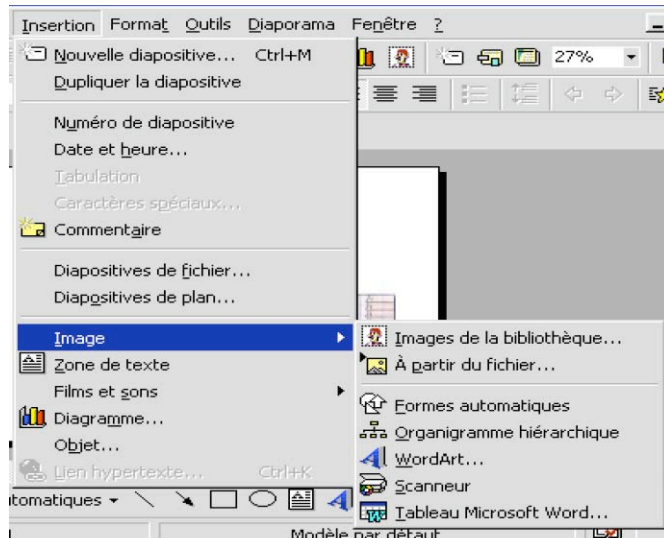 Insertion Format Outils Diaporama Fenêtre ?
Nouvelle diapositive... Ctrl+M
27%
Dupliquer la diapositive
Numéro de diapositive
Date et heure...
Tabulation
Caractères spéciaux...
Commentaire
Diapositives de fichier...
Diapositives de plan...
Image
Images de la bibliothèque...
Zone de texte
À partir du fichier...
Films et sons
Formes automatiques
Diagramme...
Organigramme hiérarchique
Objet...
WordArt...
Lien hypertexte... Ctrl+K
Scanneur
tomatiques
Tableau Microsoft Word...
Modèle par défaut